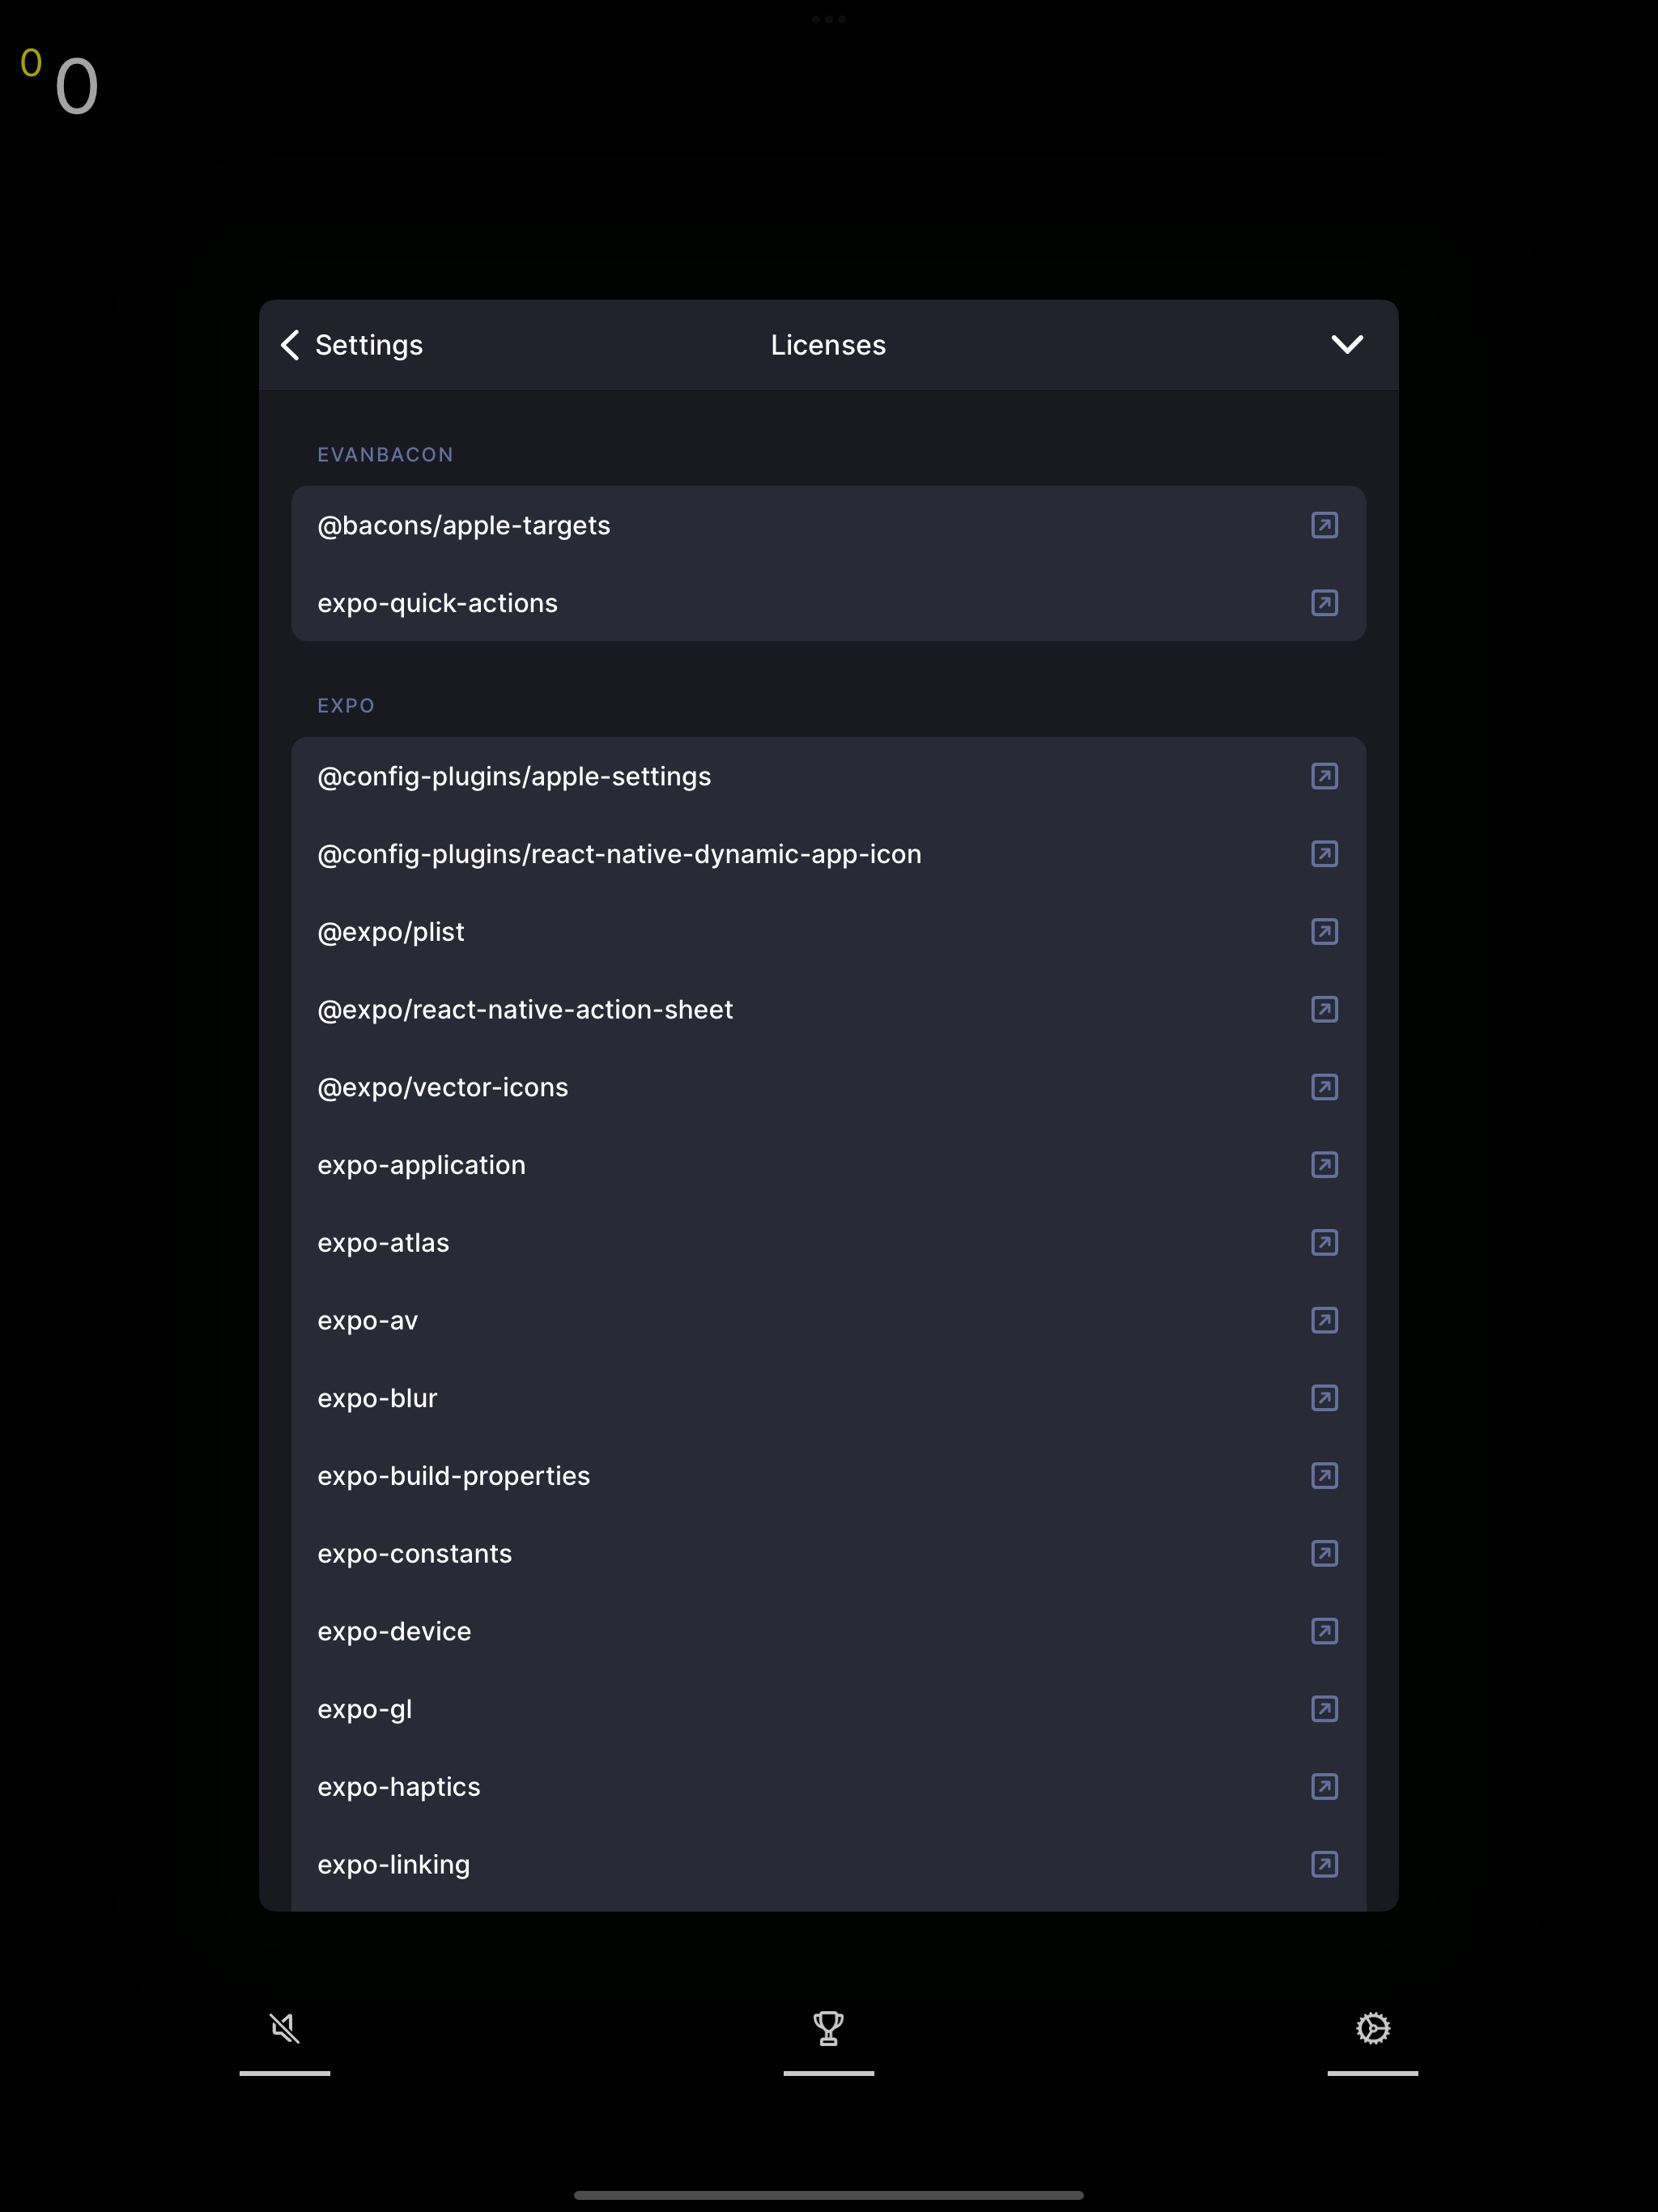 0
0
Settings
Licenses
EVANBACON
@bacons/apple-targets
expo-quick-actions
EXPO
@config-plugins/apple-settings
@config-plugins/react-native-dynamic-app-icon
@expo/plist
@expo/react-native-action-sheet
@expo/vector-icons
expo-application
expo-atlas
expo-av
expo-blur
expo-build-properties
expo-constants
expo-device
expo-gl
expo-haptics
expo-linking